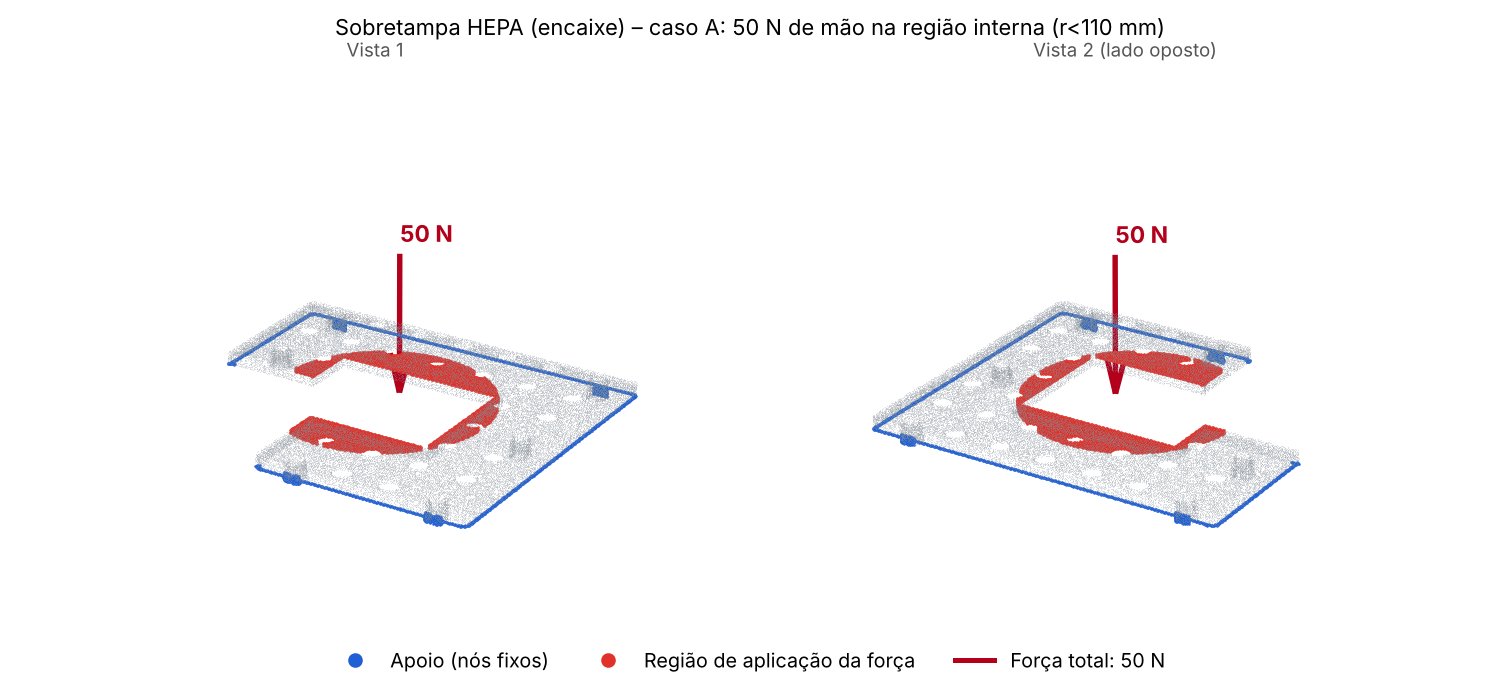 Sobretampa HEPA (encaixe) – caso A: 50 N de mão na região interna (r<110 mm)
Vista 1
Vista 2 (lado oposto)
50 N
50 N
Apoio (nós fixos)
Região de aplicação da força
Força total: 50 N